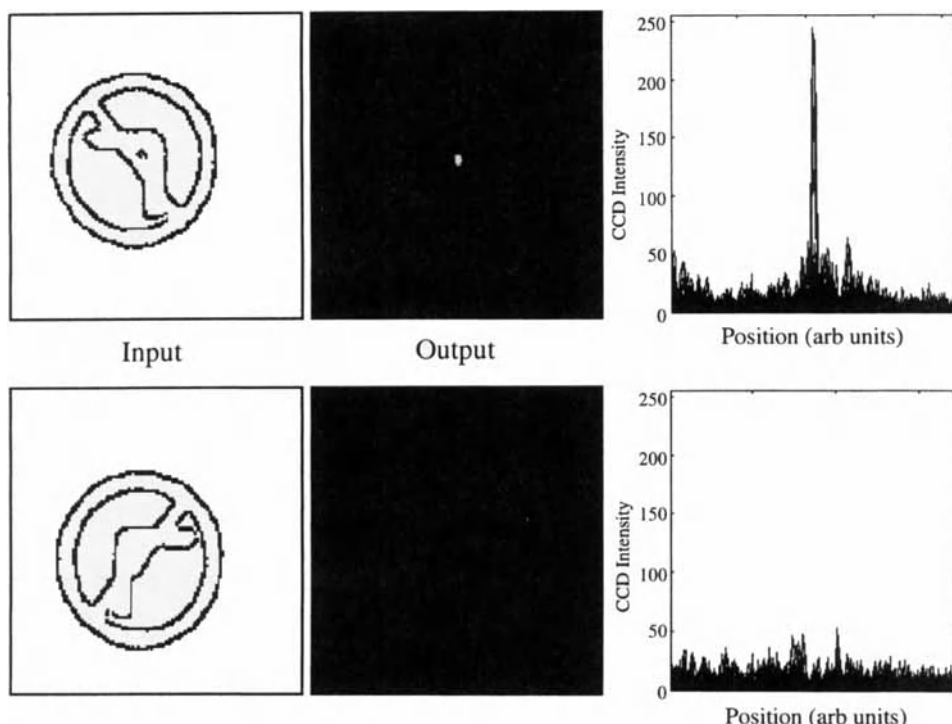 250
200
150
100
50
0
CCD Intensity
Position (arb units)
Input
Output
250
200
150
100
50
0
CCD Intensity
Position (arb units)